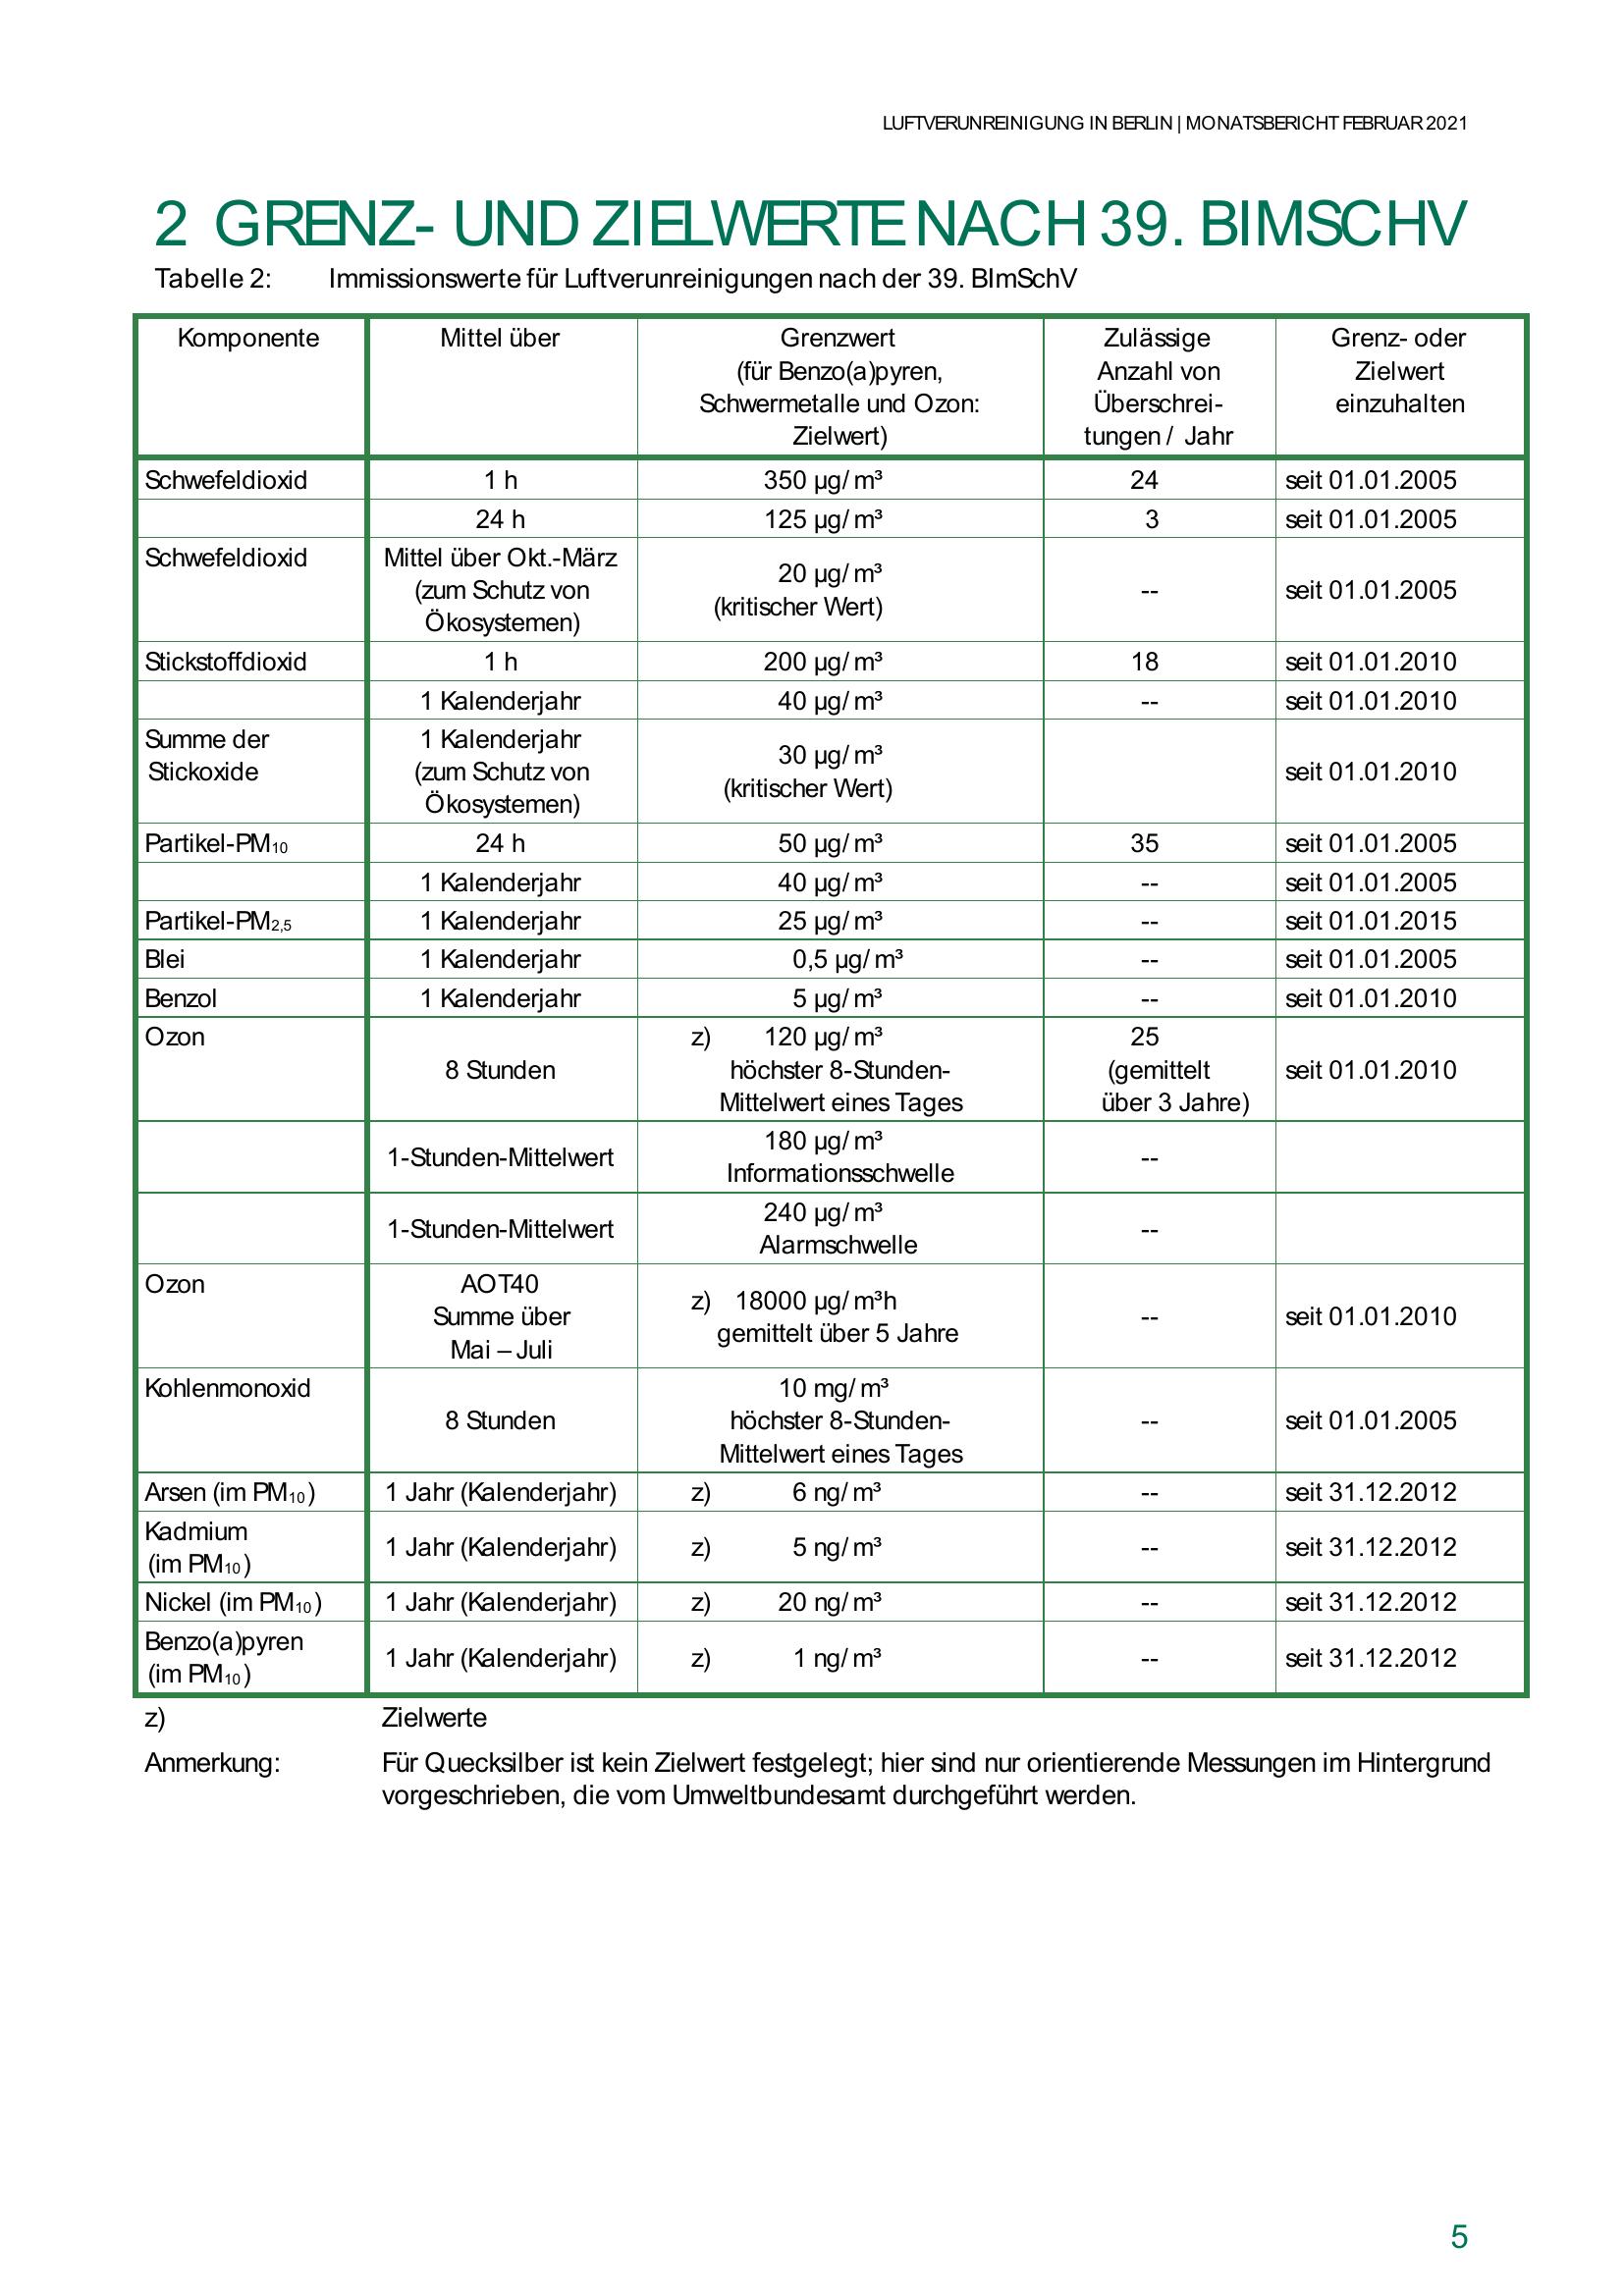 LUFTVERUNREINIGUNG IN BERLIN | MONATSBERICHT FEBRUAR 2021
2 GRENZ- UND ZIELWERTE NACH 39. BIMSCHV
Tabelle 2: Immissionswerte für Luftverunreinigungen nach der 39. BImSchV
Komponente Mittel über Grenzwert Zulässige Grenz- oder
(für Benzo(a)pyren, Anzahl von Zielwert
Schwermetalle und Ozon: Überschrei- einzuhalten
Zielwert) tungen / Jahr
Schwefeldioxid 1 h 350 µg/m³ 24 seit 01.01.2005
24 h 125 µg/m³ 3 seit 01.01.2005
Schwefeldioxid Mittel über Okt.-März
(zum Schutz von
Ökosystemen)
20 µg/m³
(kritischer Wert)
-- seit 01.01.2005
Stickstoffdioxid 1 h 200 µg/m³ 18 seit 01.01.2010
1 Kalenderjahr 40 µg/m³ -- seit 01.01.2010
Summe der
Stickoxide
1 Kalenderjahr
(zum Schutz von
Ökosystemen)
30 µg/m³
(kritischer Wert)
seit 01.01.2010
Partikel-PM10 24 h 50 µg/m³ 35 seit 01.01.2005
1 Kalenderjahr 40 µg/m³ -- seit 01.01.2005
Partikel-PM2,5 1 Kalenderjahr 25 µg/m³ -- seit 01.01.2015
Blei 1 Kalenderjahr 0,5 µg/m³ -- seit 01.01.2005
Benzol 1 Kalenderjahr 5 µg/m³ -- seit 01.01.2010
Ozon z) 120 µg/m³ 25
8 Stunden höchster 8-Stunden- (gemittelt seit 01.01.2010
Mittelwert eines Tages über 3 Jahre)
1-Stunden-Mittelwert
180 µg/m³
Informationsschwelle
--
1-Stunden-Mittelwert
240 µg/m³
Alarmschwelle
--
Ozon AOT40
Summe über
Mai – Juli
z) 18000 µg/m³h
gemittelt über 5 Jahre
-- seit 01.01.2010
Kohlenmonoxid 10 mg/m³
8 Stunden höchster 8-Stunden- -- seit 01.01.2005
Mittelwert eines Tages
Arsen (im PM10) 1 Jahr (Kalenderjahr) z) 6 ng/m³ -- seit 31.12.2012
Kadmium
(im PM10)
1 Jahr (Kalenderjahr) z) 5 ng/m³ -- seit 31.12.2012
Nickel (im PM10) 1 Jahr (Kalenderjahr) z) 20 ng/m³ -- seit 31.12.2012
Benzo(a)pyren
(im PM10)
1 Jahr (Kalenderjahr) z) 1 ng/m³ -- seit 31.12.2012
z) Zielwerte
Anmerkung: Für Quecksilber ist kein Zielwert festgelegt; hier sind nur orientierende Messungen im Hintergrund
vorgeschrieben, die vom Umweltbundesamt durchgeführt werden.
5